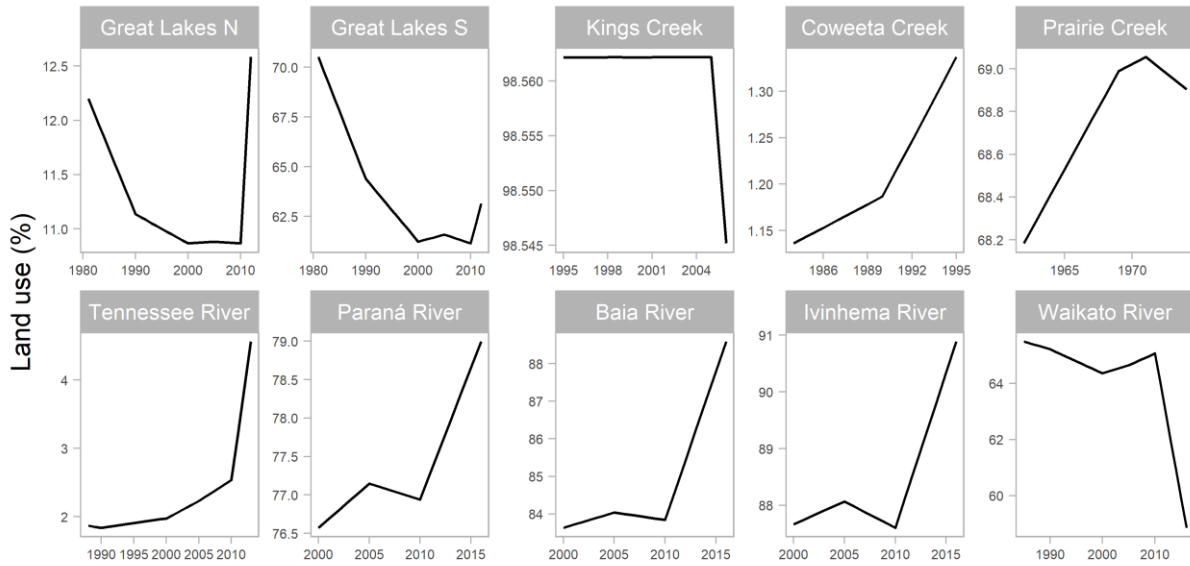 Land use (%)
Great Lakes N
12.5
12.0
11.5
11.0
1980 1990 2000 2010
Great Lakes S
70.0
67.5
65.0
62.5
1980 1990 2000 2010
Kings Creek
98.560
98.555
98.550
98.545
1995 1998 2001 2004
Coweeta Creek
1.30
1.25
1.20
1.15
1986 1989 1992 1995
Prairie Creek
69.0
68.8
68.6
68.4
68.2
1965 1970
Tennessee River
4
3
2
1990 1995 2000 2005 2010
Paraná River
79.0
78.5
78.0
77.5
77.0
76.5
2000 2005 2010 2015
Baia River
88
87
86
85
84
2000 2005 2010 2015
Ivinhema River
91
90
89
88
2000 2005 2010 2015
Waikato River
64
62
60
1990 2000 2010